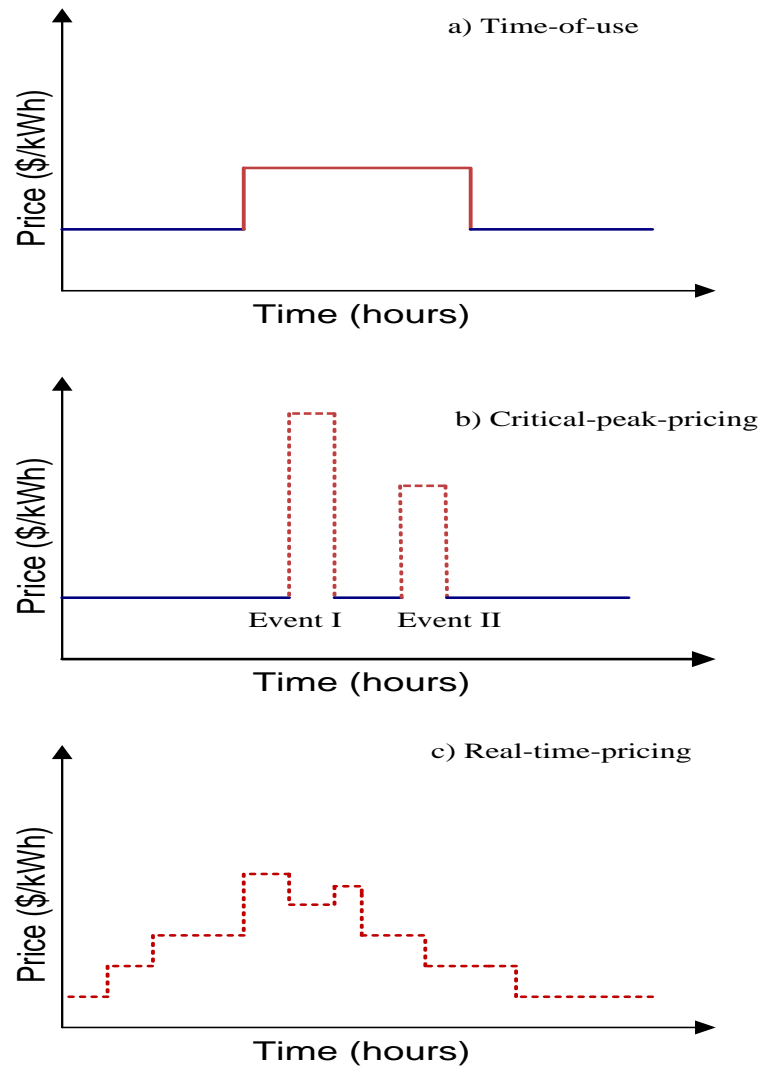 a) Time-of-use
Price ($/kWh)
Time (hours)
b) Critical-peak-pricing
Price ($/kWh)
Event I
Event II
Time (hours)
c) Real-time-pricing
Price ($/kWh)
Time (hours)